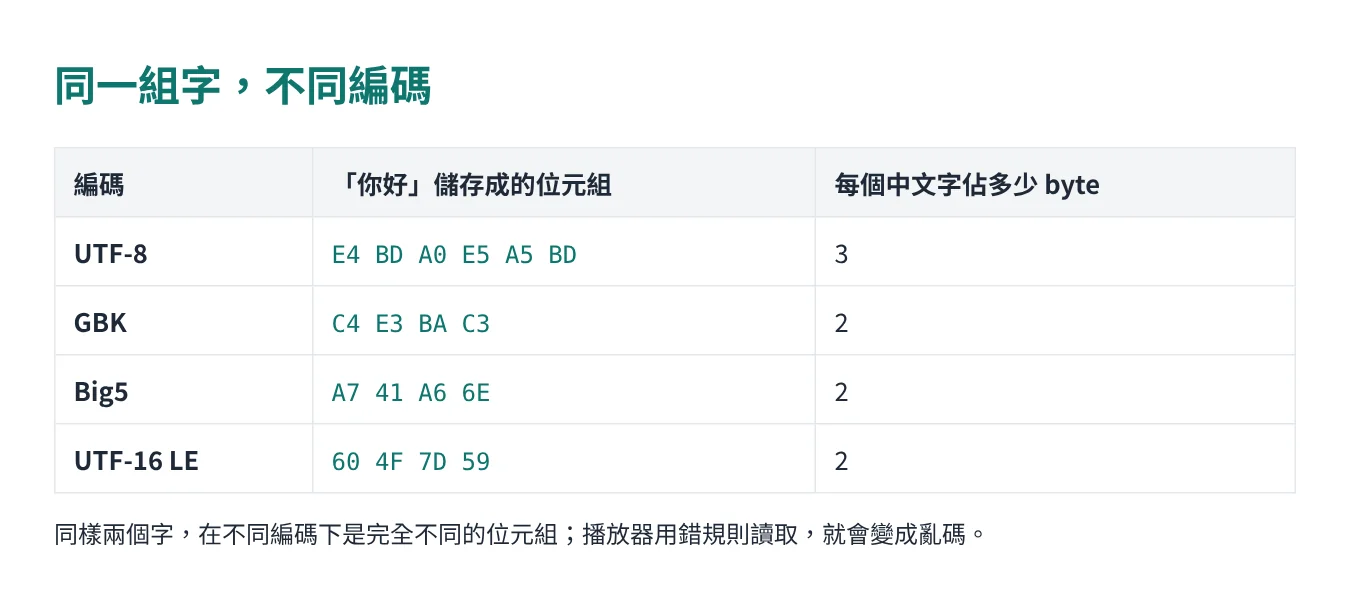 同一組字，不同編碼
編碼 「你好」儲存成的位元組 每個中文字佔多少 byte
UTF-8 E4 BD A0 E5 A5 BD 3
GBK C4 E3 BA C3 2
Big5 A7 41 A6 6E 2
UTF-16 LE 60 4F 7D 59 2
同樣兩個字，在不同編碼下是完全不同的位元組；播放器用錯規則讀取，就會變成亂碼。